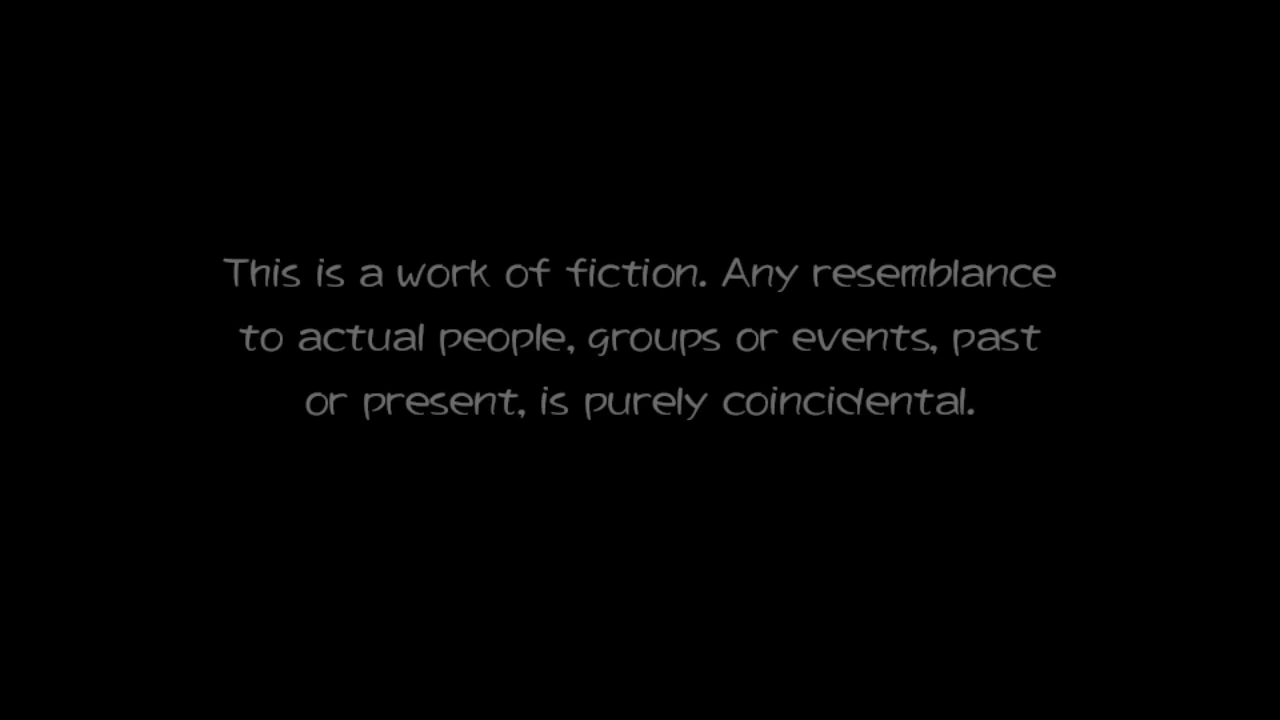 This is a work of fiction. Any resemblance
to actual people, groups or events, past
or present, is purely coincidental.